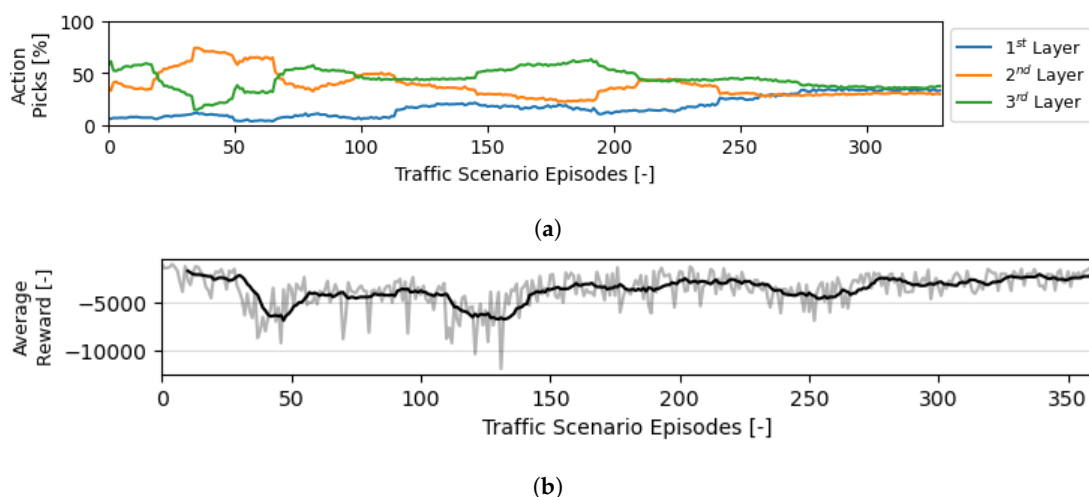 100
50
0
Action
Picks [%]
1st Layer
2nd Layer
3rd Layer
0 50 100 150 200 250 300
Traffic Scenario Episodes [-]
(a)
Average
Reward [-]
−5000
−10000
0 50 100 150 200 250 300 350
Traffic Scenario Episodes [-]
(b)